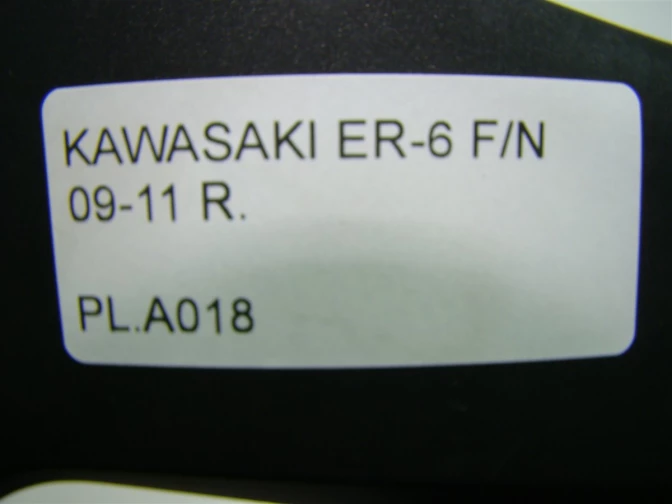 KAWASAKI ER-6 F/N
09-11 R.
PL.A018